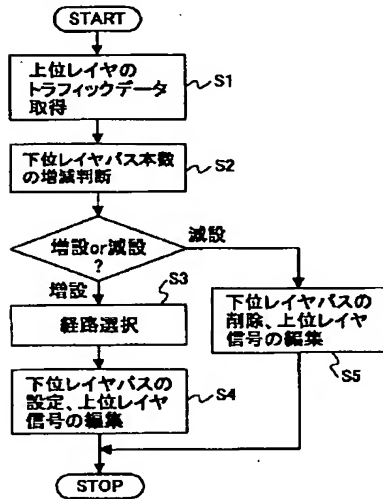 START
上位レイヤの
トラフィックデータ
取得
S1
下位レイヤパス本数
の増減判断
S2
増設or減設
?
減設
増設
S3
経路選択
下位レイヤパスの
設定、上位レイヤ
信号の編集
S4
下位レイヤパスの
削除、上位レイヤ
信号の編集
S5
STOP